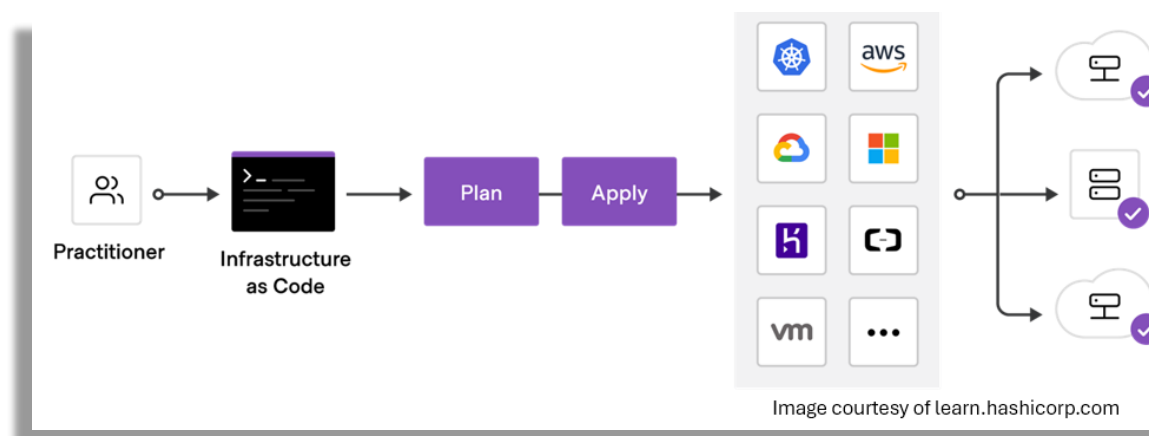 Practitioner
Infrastructure
as Code
Plan
Apply
aws
vm
Image courtesy of learn.hashicorp.com